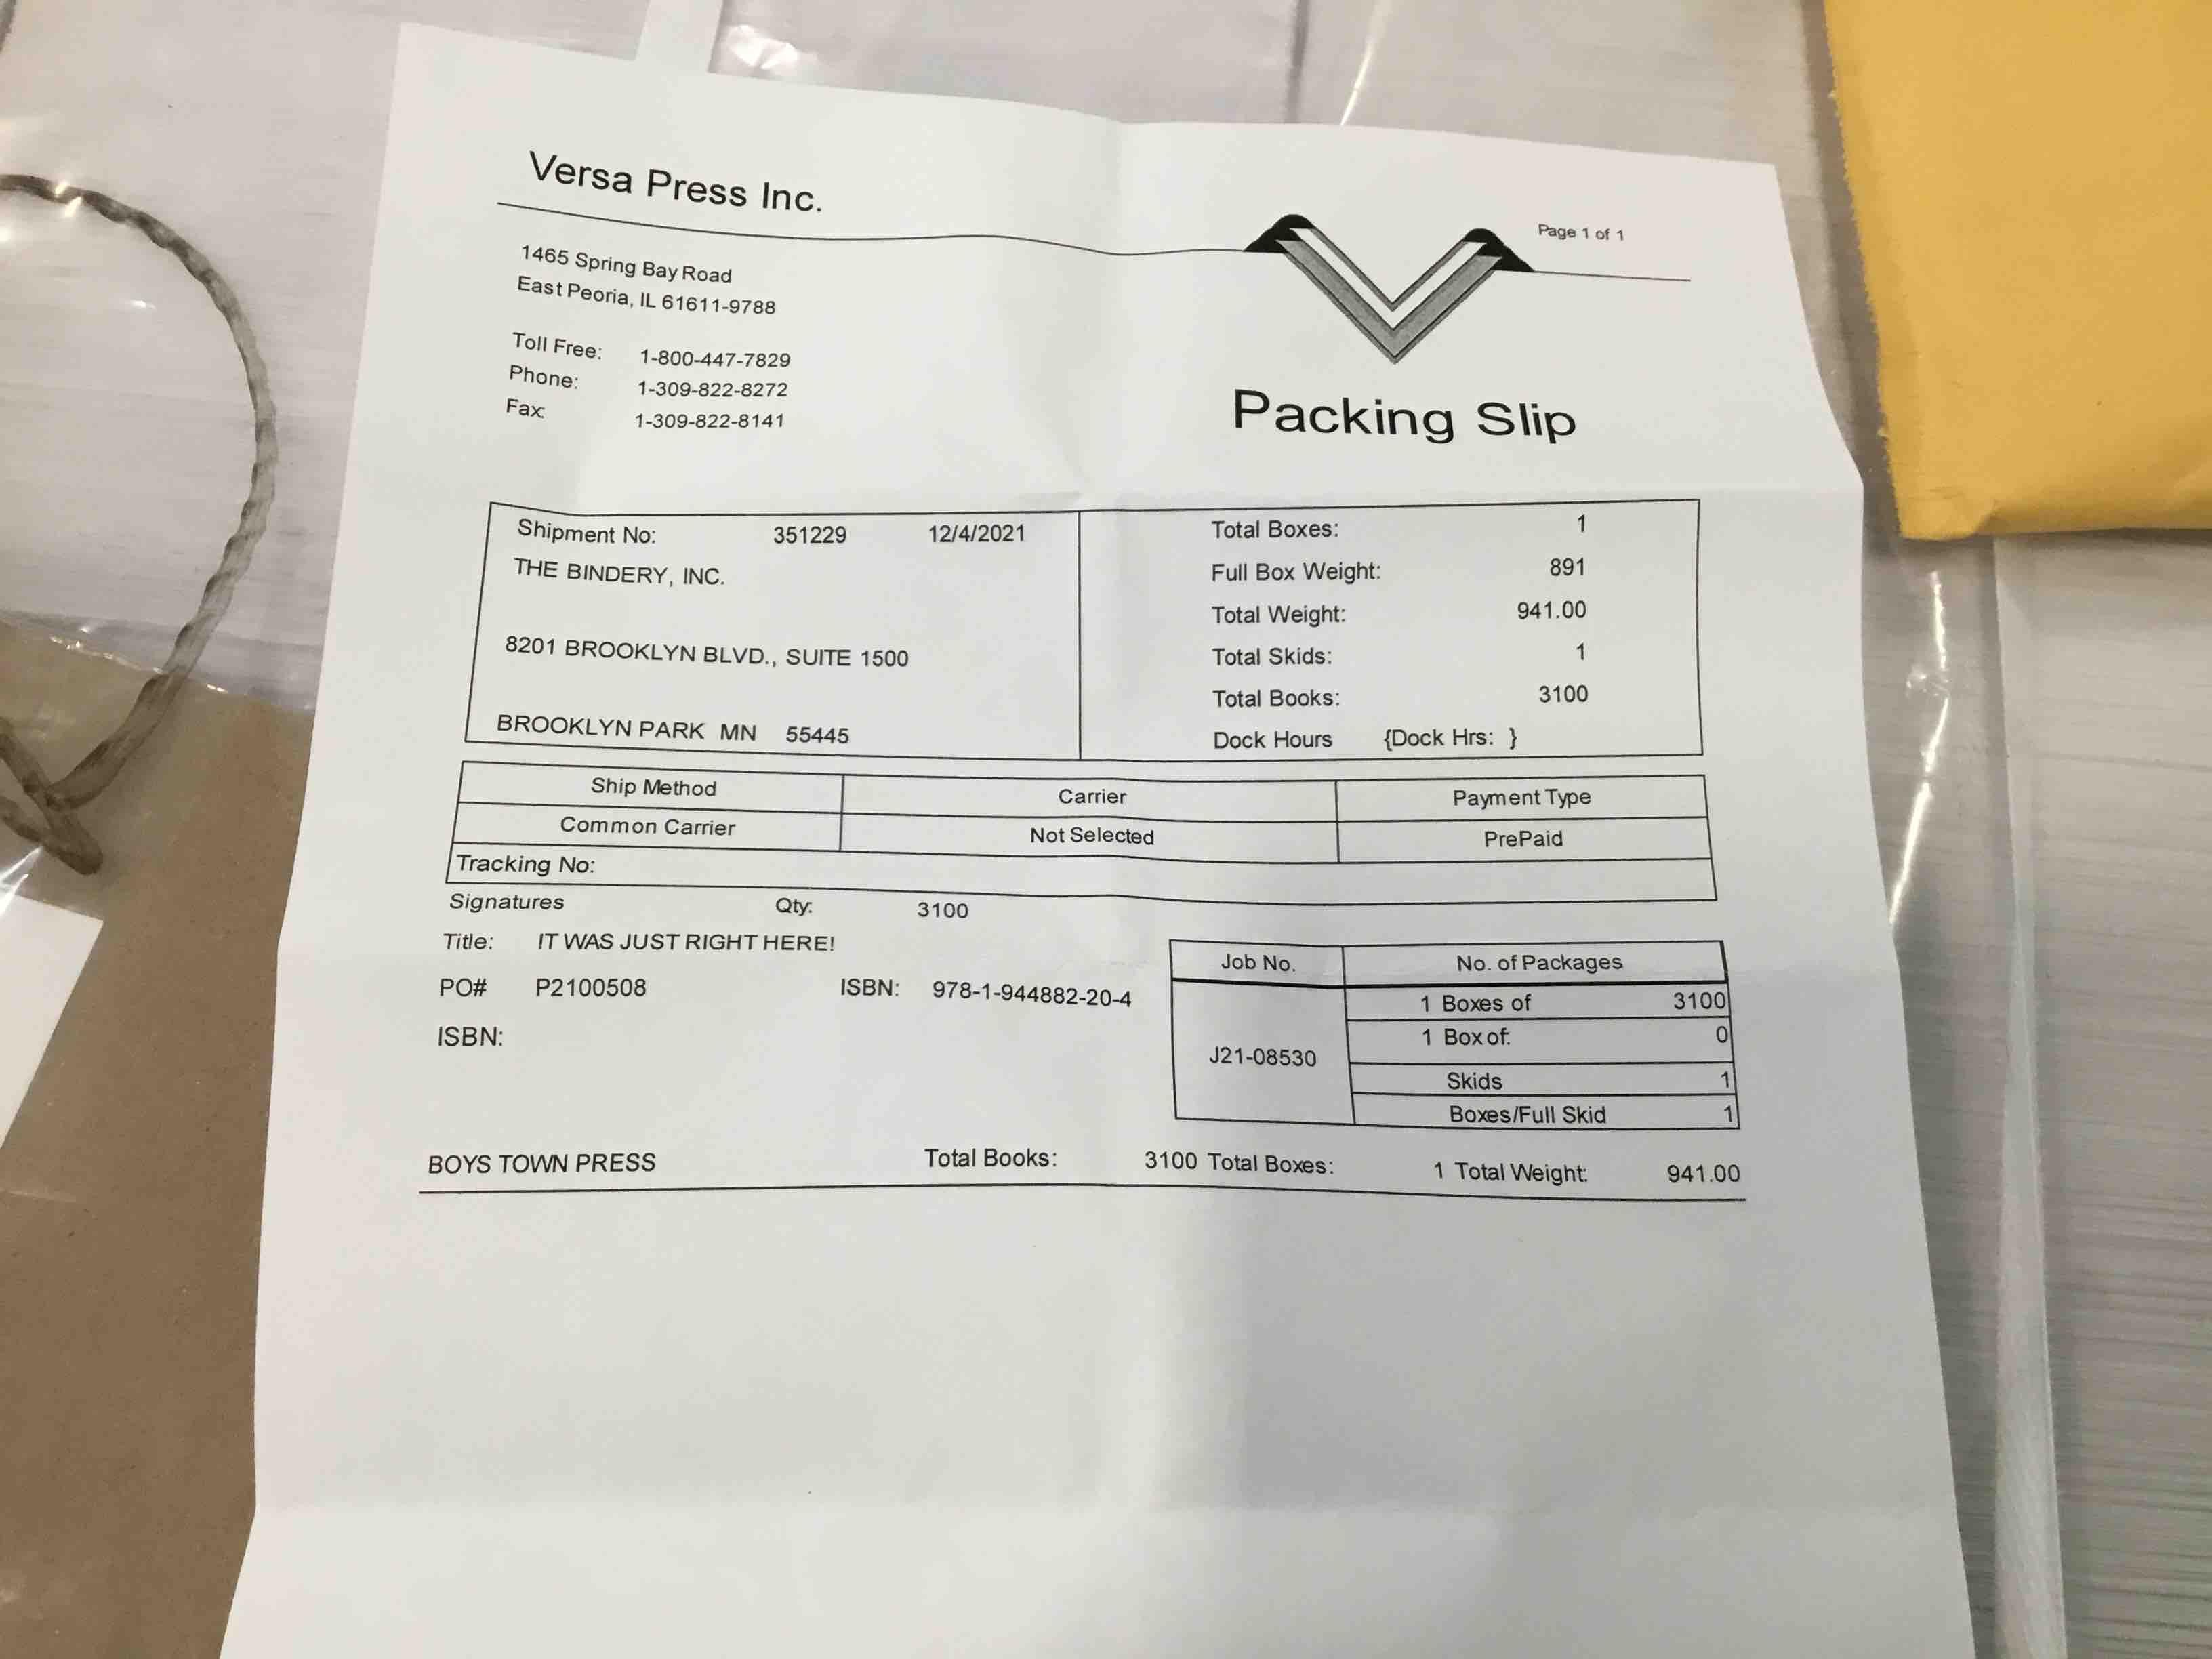 Versa Press Inc.
Page 1 of 1
1465 Spring Bay Road
East Peoria, IL 61611-9788
Toll Free: 1-800-447-7829
Phone: 1-309-822-8272
Fax: 1-309-822-8141
Packing Slip
Shipment No: 351229 12/4/2021
THE BINDERY, INC.
8201 BROOKLYN BLVD., SUITE 1500
BROOKLYN PARK MN 55445
Total Boxes: 1
Full Box Weight: 891
Total Weight: 941.00
Total Skids: 1
Total Books: 3100
Dock Hours {Dock Hrs: }
Ship Method Carrier Payment Type
Common Carrier Not Selected PrePaid
Tracking No:
Signatures Qty: 3100
Title: IT WAS JUST RIGHT HERE!
PO# P2100508 ISBN: 978-1-944882-20-4
ISBN:
Job No. No. of Packages
J21-08530
1 Boxes of 3100
1 Box of: 0
Skids 1
Boxes/Full Skid 1
BOYS TOWN PRESS Total Books: 3100 Total Boxes: 1 Total Weight: 941.00